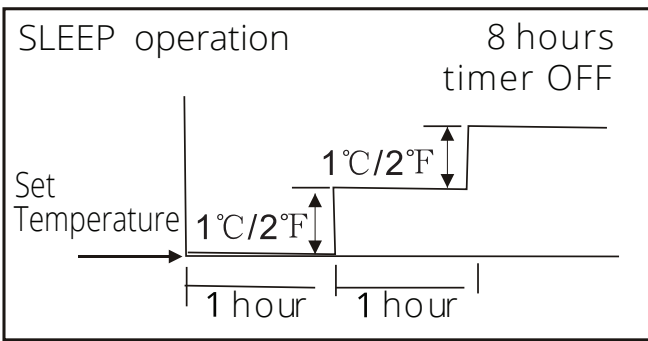 SLEEP operation
8 hours
timer OFF
1℃/2℉
Set
Temperature
1℃/2℉
1 hour
1 hour